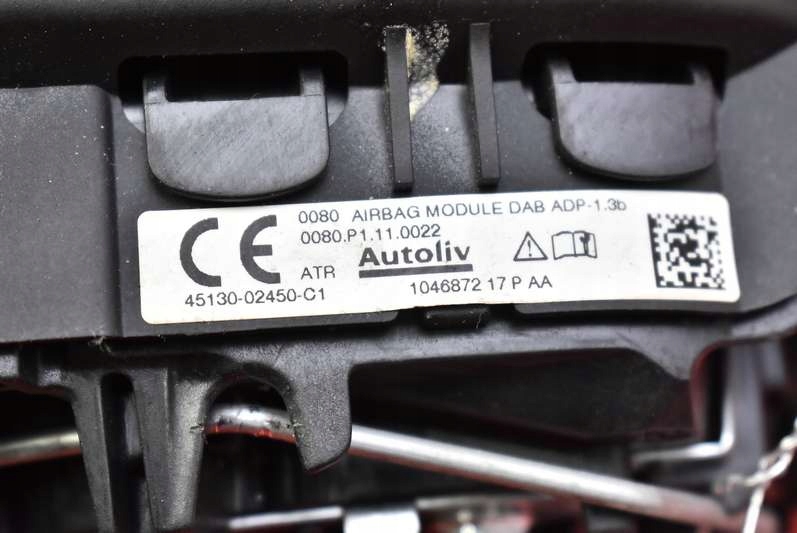 CE 0080 AIRBAG MODULE DAB ADP-1.3b
0080.P1.11.0022
ATR Autoliv
45130-02450-C1 1046872 17 P AA